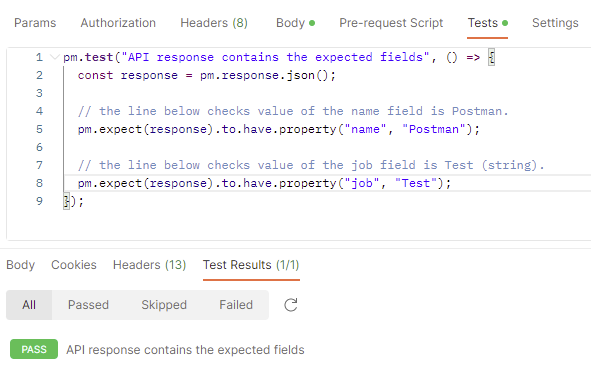 Params Authorization Headers (8) Body Pre-request Script Tests Settings
1 pm.test("API response contains the expected fields", () => {
2 const response = pm.response.json();
3
4 // the line below checks value of the name field is Postman.
5 pm.expect(response).to.have.property("name", "Postman");
6
7 // the line below checks value of the job field is Test (string).
8 pm.expect(response).to.have.property("job", "Test");
9 });
Body Cookies Headers (13) Test Results (1/1)
All Passed Skipped Failed
PASS API response contains the expected fields